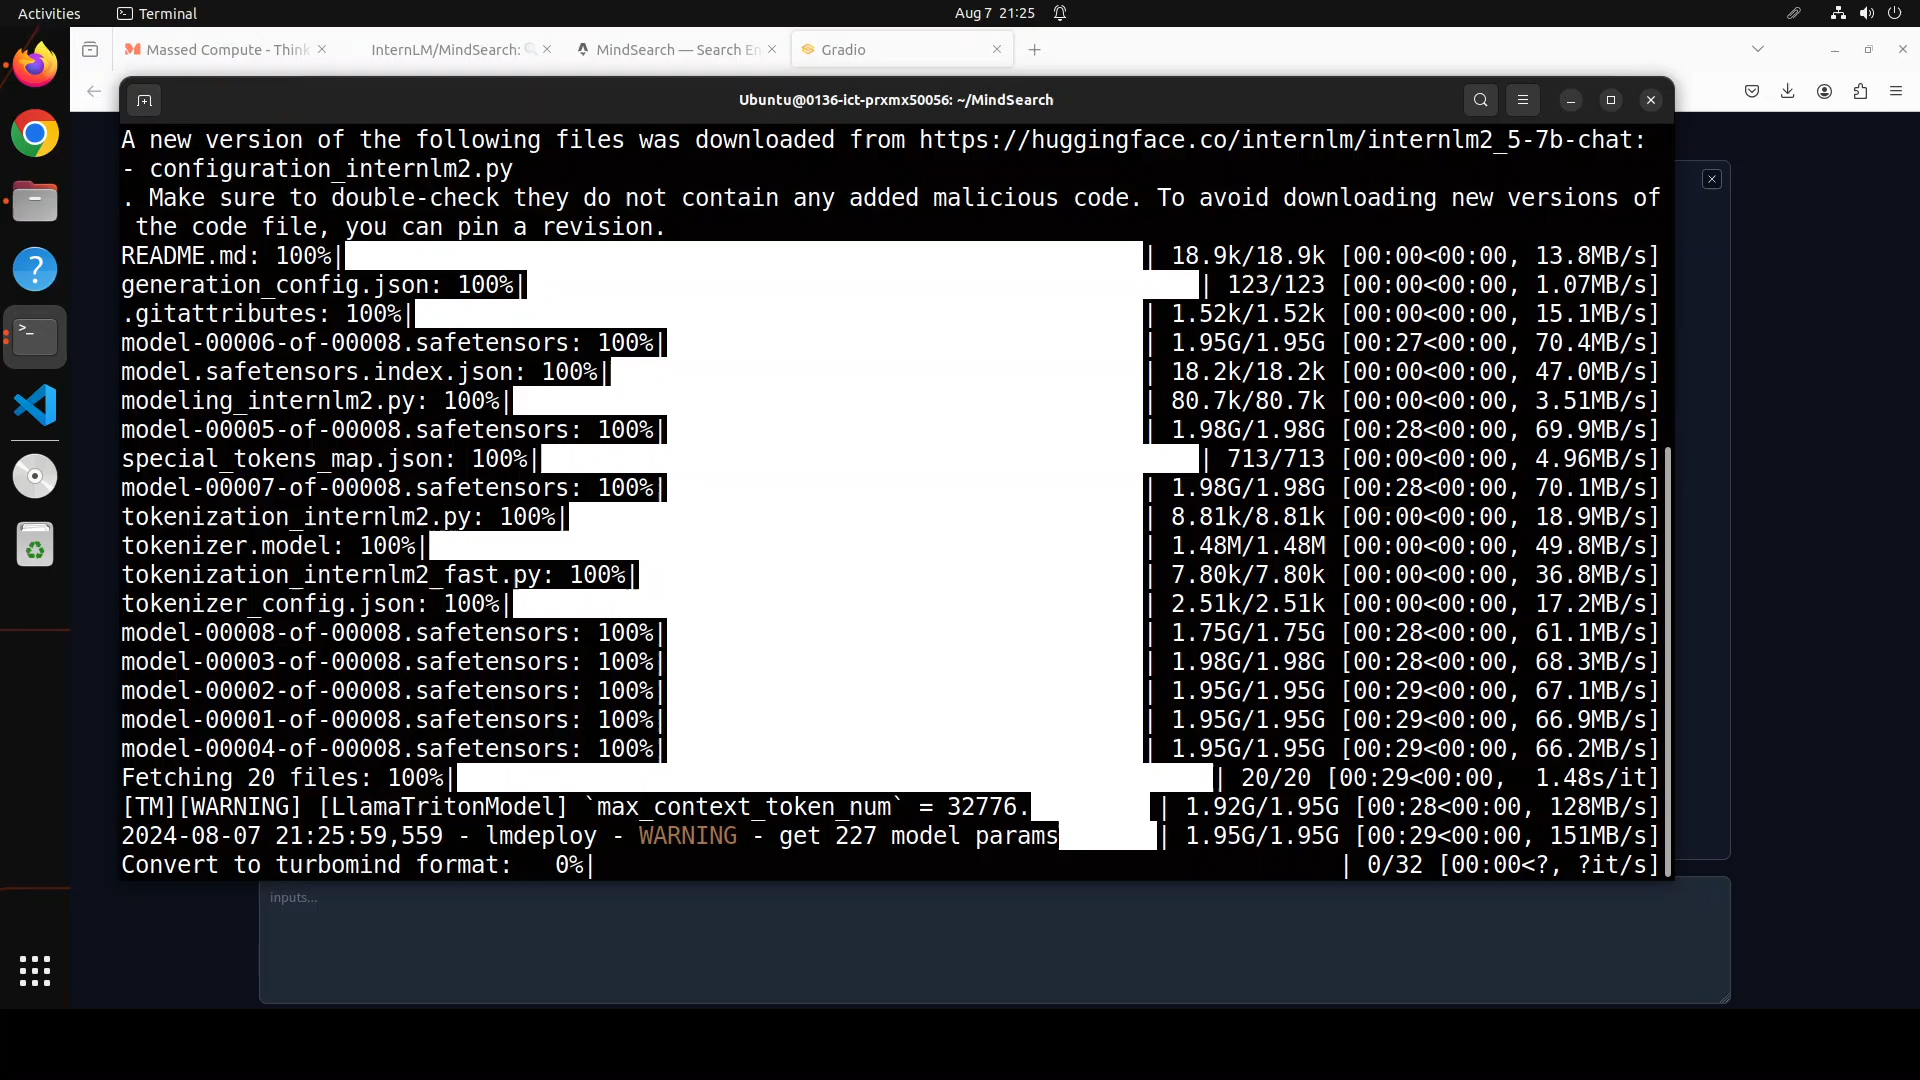 Activities
Terminal
Aug 7 21:25
Massed Compute - Think
InternLM/MindSearch:
MindSearch — Search En
Gradio
Ubuntu@0136-ict-prxmx50056: ~/MindSearch
A new version of the following files was downloaded from https://huggingface.co/internlm/internlm2_5-7b-chat:
- configuration_internlm2.py
. Make sure to double-check they do not contain any added malicious code. To avoid downloading new versions of
the code file, you can pin a revision.
README.md: 100%| | 18.9k/18.9k [00:00<00:00, 13.8MB/s]
generation_config.json: 100%| | 123/123 [00:00<00:00, 1.07MB/s]
.gitattributes: 100%| | 1.52k/1.52k [00:00<00:00, 15.1MB/s]
model-00006-of-00008.safetensors: 100%| | 1.95G/1.95G [00:27<00:00, 70.4MB/s]
model.safetensors.index.json: 100%| | 18.2k/18.2k [00:00<00:00, 47.0MB/s]
modeling_internlm2.py: 100%| | 80.7k/80.7k [00:00<00:00, 3.51MB/s]
model-00005-of-00008.safetensors: 100%| | 1.98G/1.98G [00:28<00:00, 69.9MB/s]
special_tokens_map.json: 100%| | 713/713 [00:00<00:00, 4.96MB/s]
model-00007-of-00008.safetensors: 100%| | 1.98G/1.98G [00:28<00:00, 70.1MB/s]
tokenization_internlm2.py: 100%| | 8.81k/8.81k [00:00<00:00, 18.9MB/s]
tokenizer.model: 100%| | 1.48M/1.48M [00:00<00:00, 49.8MB/s]
tokenization_internlm2_fast.py: 100%| | 7.80k/7.80k [00:00<00:00, 36.8MB/s]
tokenizer_config.json: 100%| | 2.51k/2.51k [00:00<00:00, 17.2MB/s]
model-00008-of-00008.safetensors: 100%| | 1.75G/1.75G [00:28<00:00, 61.1MB/s]
model-00003-of-00008.safetensors: 100%| | 1.98G/1.98G [00:28<00:00, 68.3MB/s]
model-00002-of-00008.safetensors: 100%| | 1.95G/1.95G [00:29<00:00, 67.1MB/s]
model-00001-of-00008.safetensors: 100%| | 1.95G/1.95G [00:29<00:00, 66.9MB/s]
model-00004-of-00008.safetensors: 100%| | 1.95G/1.95G [00:29<00:00, 66.2MB/s]
Fetching 20 files: 100%| | 20/20 [00:29<00:00, 1.48s/it]
[TM][WARNING] [LlamaTritonModel] `max_context_token_num` = 32776. | 1.92G/1.95G [00:28<00:00, 128MB/s]
2024-08-07 21:25:59,559 - lmdeploy - WARNING - get 227 model params | 1.95G/1.95G [00:29<00:00, 151MB/s]
Convert to turbomind format: 0%| | 0/32 [00:00<?, ?it/s]
inputs...